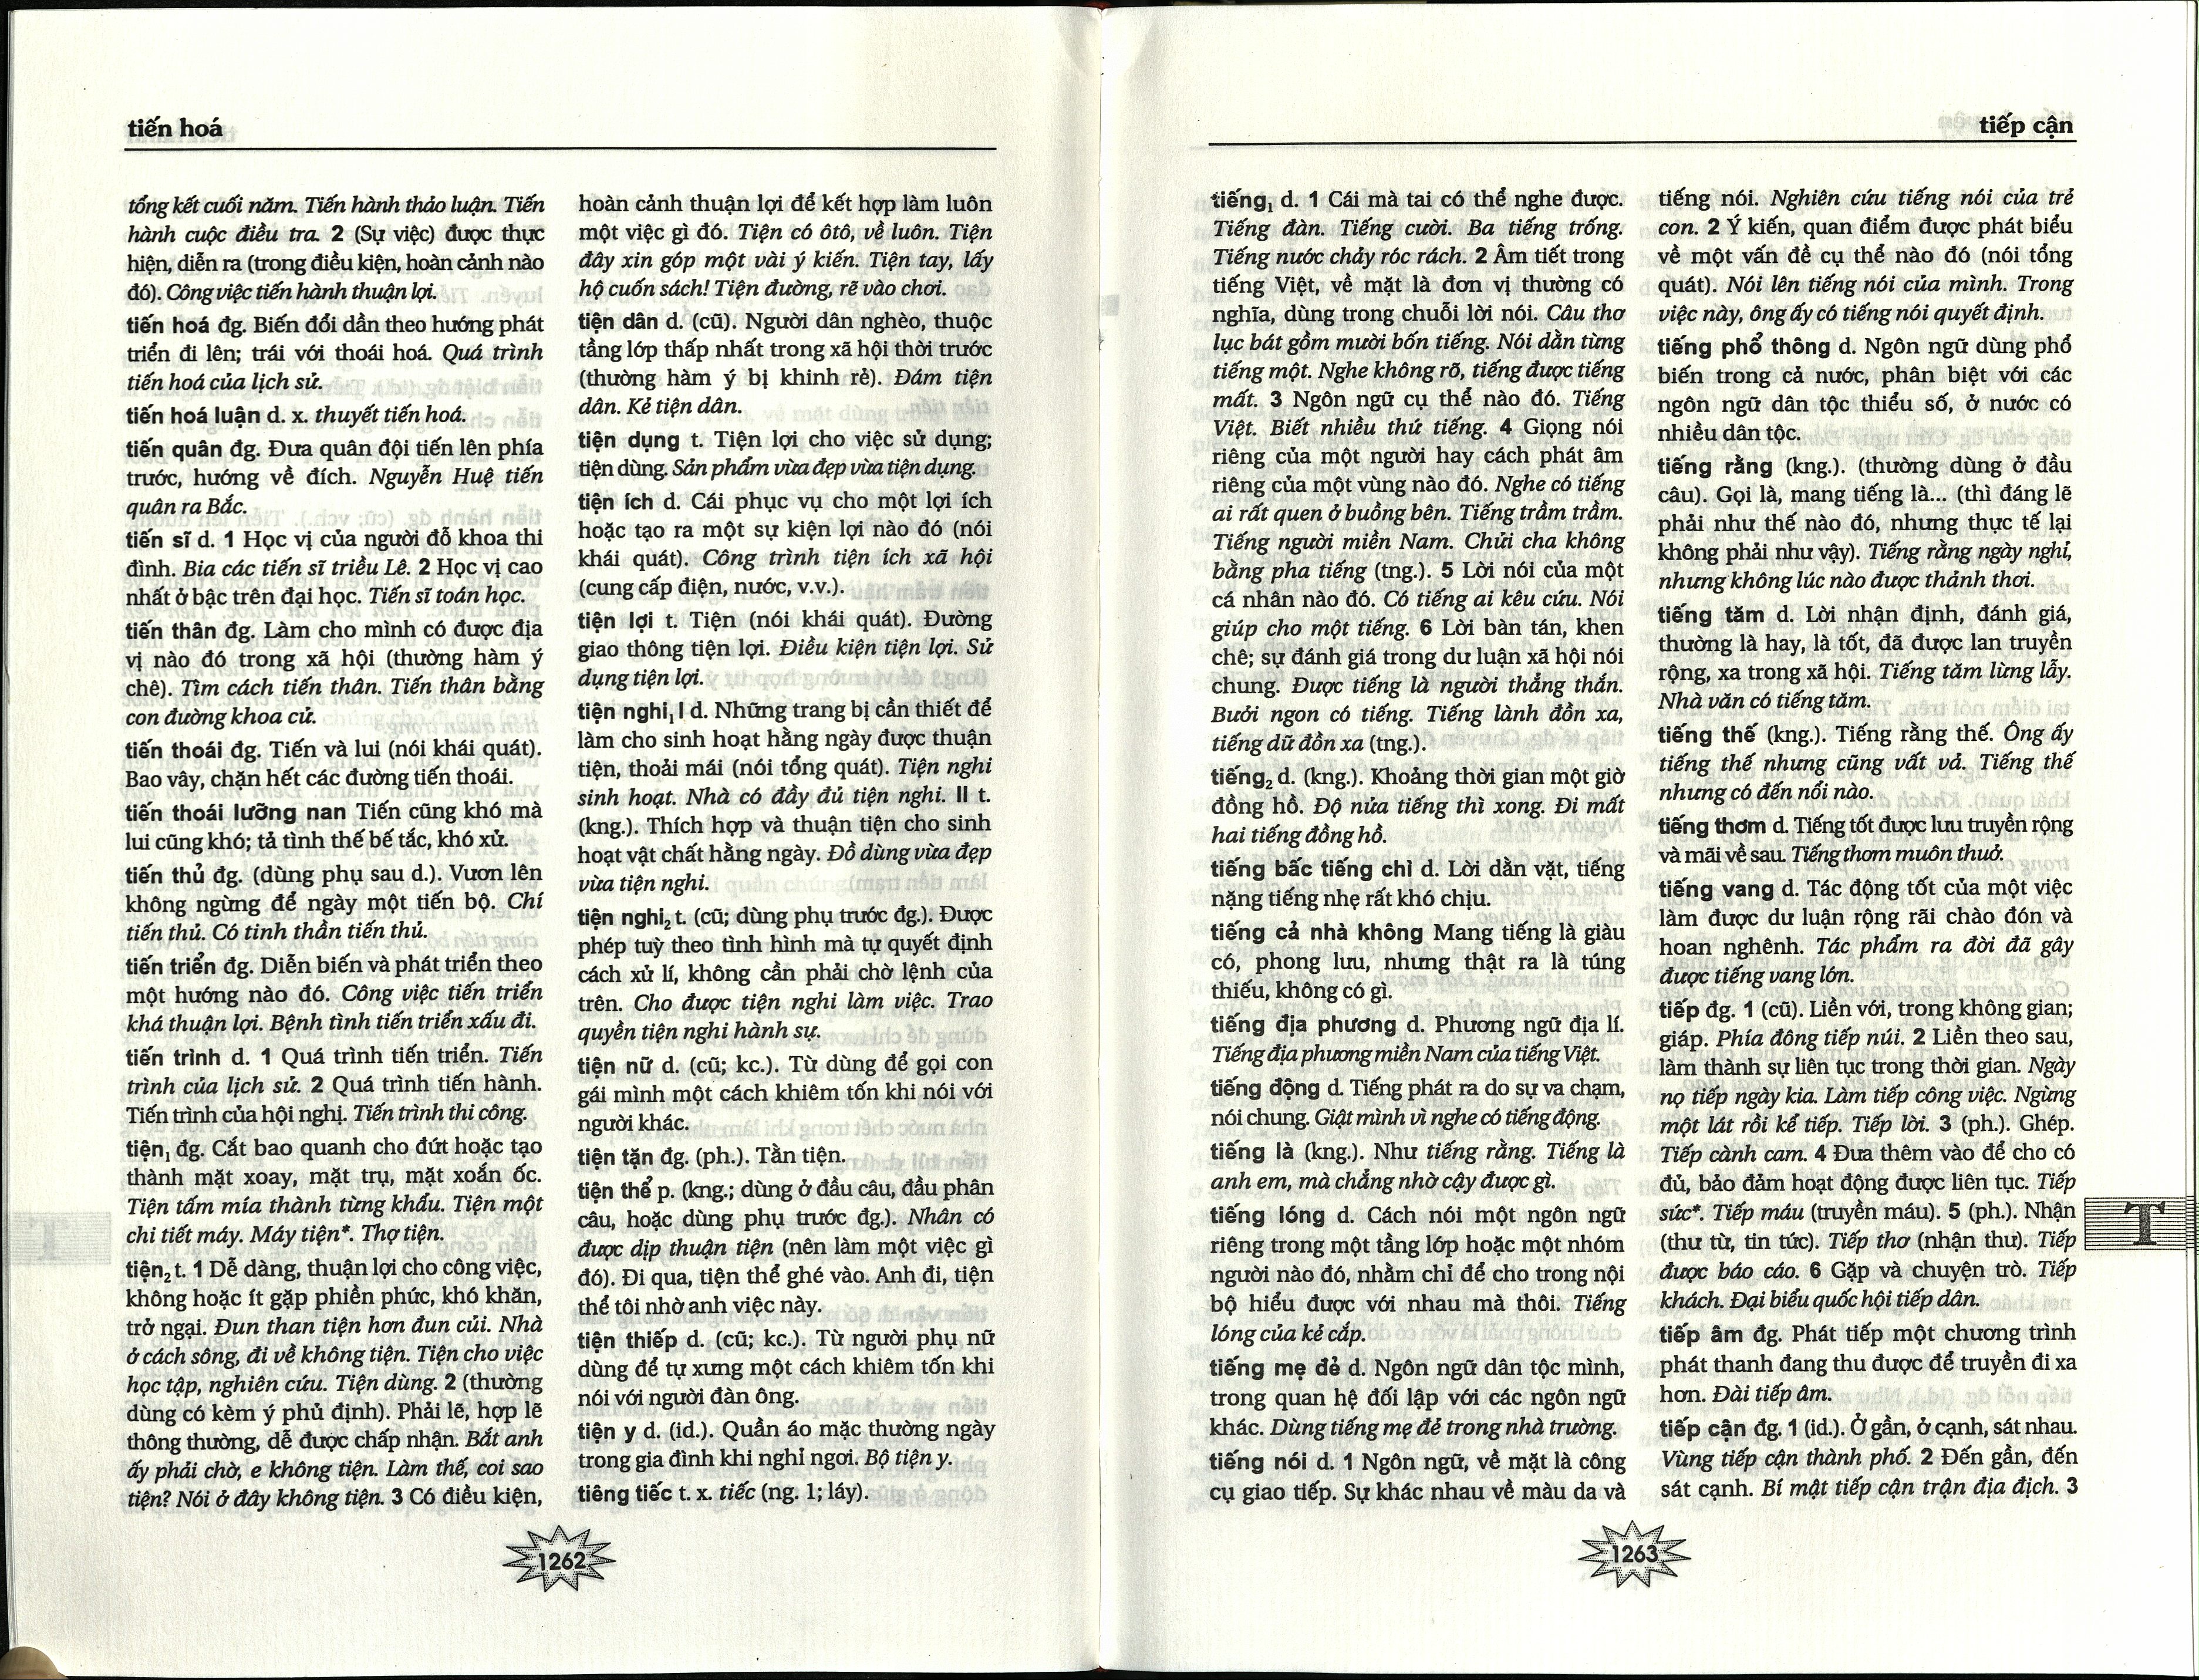 tiến hoá
tổng kết cuối năm. Tiến hành thảo luận. Tiến
hành cuộc điều tra. 2 (Sự việc) được thực
hiện, diễn ra (trong điều kiện, hoàn cảnh nào
đó). Công việc tiến hành thuận lợi.
tiến hoá đg. Biến đổi dần theo hướng phát
triển đi lên; trái với thoái hoá. Quá trình
tiến hoá của lịch sử.
tiến hoá luận d. x. thuyết tiến hoá.
tiến quân đg. Đưa quân đội tiến lên phía
trước, hướng về đích. Nguyễn Huệ tiến
quân ra Bắc.
tiến sĩ d. 1 Học vị của người đỗ khoa thi
đình. Bia các tiến sĩ triều Lê. 2 Học vị cao
nhất ở bậc trên đại học. Tiến sĩ toán học.
tiến thân đg. Làm cho mình có được địa
vị nào đó trong xã hội (thường hàm ý
chê). Tìm cách tiến thân. Tiến thân bằng
con đường khoa cử.
tiến thoái đg. Tiến và lui (nói khái quát).
Bao vây, chặn hết các đường tiến thoái.
tiến thoái lưỡng nan Tiến cũng khó mà
lui cũng khó; tả tình thế bế tắc, khó xử.
tiến thủ đg. (dùng phụ sau d.). Vươn lên
không ngừng để ngày một tiến bộ. Chí
tiến thủ. Có tinh thần tiến thủ.
tiến triển đg. Diễn biến và phát triển theo
một hướng nào đó. Công việc tiến triển
khá thuận lợi. Bệnh tình tiến triển xấu đi.
tiến trình d. 1 Quá trình tiến triển. Tiến
trình của lịch sử. 2 Quá trình tiến hành.
Tiến trình của hội nghị. Tiến trình thi công.
tiện₁ đg. Cắt bao quanh cho đứt hoặc tạo
thành mặt xoay, mặt trụ, mặt xoắn ốc.
Tiện tấm mía thành từng khẩu. Tiện một
chi tiết máy. Máy tiện*. Thợ tiện.
tiện₂ t. 1 Dễ dàng, thuận lợi cho công việc,
không hoặc ít gặp phiền phức, khó khăn,
trở ngại. Đun than tiện hơn đun củi. Nhà
ở cách sông, đi về không tiện. Tiện cho việc
học tập, nghiên cứu. Tiện dùng. 2 (thường
dùng có kèm ý phủ định). Phải lẽ, hợp lẽ
thông thường, dễ được chấp nhận. Bắt anh
ấy phải chờ, e không tiện. Làm thế, coi sao
tiện? Nói ở đây không tiện. 3 Có điều kiện,
hoàn cảnh thuận lợi để kết hợp làm luôn
một việc gì đó. Tiện có ôtô, về luôn. Tiện
đây xin góp một vài ý kiến. Tiện tay, lấy
hộ cuốn sách! Tiện đường, rẽ vào chơi.
tiện dân d. (cũ). Người dân nghèo, thuộc
tầng lớp thấp nhất trong xã hội thời trước
(thường hàm ý bị khinh rẻ). Đám tiện
dân. Kẻ tiện dân.
tiện dụng t. Tiện lợi cho việc sử dụng;
tiện dùng. Sản phẩm vừa đẹp vừa tiện dụng.
tiện ích d. Cái phục vụ cho một lợi ích
hoặc tạo ra một sự kiện lợi nào đó (nói
khái quát). Công trình tiện ích xã hội
(cung cấp điện, nước, v.v.).
tiện lợi t. Tiện (nói khái quát). Đường
giao thông tiện lợi. Điều kiện tiện lợi. Sử
dụng tiện lợi.
tiện nghi₁ I d. Những trang bị cần thiết để
làm cho sinh hoạt hằng ngày được thuận
tiện, thoải mái (nói tổng quát). Tiện nghi
sinh hoạt. Nhà có đầy đủ tiện nghi. II t.
(kng.). Thích hợp và thuận tiện cho sinh
hoạt vật chất hằng ngày. Đồ dùng vừa đẹp
vừa tiện nghi.
tiện nghi₂ t. (cũ; dùng phụ trước đg.). Được
phép tuỳ theo tình hình mà tự quyết định
cách xử lí, không cần phải chờ lệnh của
trên. Cho được tiện nghi làm việc. Trao
quyền tiện nghi hành sự.
tiện nữ d. (cũ; kc.). Từ dùng để gọi con
gái mình một cách khiêm tốn khi nói với
người khác.
tiện tặn đg. (ph.). Tằn tiện.
tiện thể p. (kng.; dùng ở đầu câu, đầu phân
câu, hoặc dùng phụ trước đg.). Nhân có
được dịp thuận tiện (nên làm một việc gì
đó). Đi qua, tiện thể ghé vào. Anh đi, tiện
thể tôi nhờ anh việc này.
tiện thiếp d. (cũ; kc.). Từ người phụ nữ
dùng để tự xưng một cách khiêm tốn khi
nói với người đàn ông.
tiện y d. (id.). Quần áo mặc thường ngày
trong gia đình khi nghỉ ngơi. Bộ tiện y.
tiêng tiếc t. x. tiếc (ng. 1; láy).
1262
tiếp cận
tiếng₁ d. 1 Cái mà tai có thể nghe được.
Tiếng đàn. Tiếng cười. Ba tiếng trống.
Tiếng nước chảy róc rách. 2 Âm tiết trong
tiếng Việt, về mặt là đơn vị thường có
nghĩa, dùng trong chuỗi lời nói. Câu thơ
lục bát gồm mười bốn tiếng. Nói dằn từng
tiếng một. Nghe không rõ, tiếng được tiếng
mất. 3 Ngôn ngữ cụ thể nào đó. Tiếng
Việt. Biết nhiều thứ tiếng. 4 Giọng nói
riêng của một người hay cách phát âm
riêng của một vùng nào đó. Nghe có tiếng
ai rất quen ở buồng bên. Tiếng trầm trầm.
Tiếng người miền Nam. Chửi cha không
bằng pha tiếng (tng.). 5 Lời nói của một
cá nhân nào đó. Có tiếng ai kêu cứu. Nói
giúp cho một tiếng. 6 Lời bàn tán, khen
chê; sự đánh giá trong dư luận xã hội nói
chung. Được tiếng là người thẳng thắn.
Bưởi ngon có tiếng. Tiếng lành đồn xa,
tiếng dữ đồn xa (tng.).
tiếng₂ d. (kng.). Khoảng thời gian một giờ
đồng hồ. Độ nửa tiếng thì xong. Đi mất
hai tiếng đồng hồ.
tiếng bấc tiếng chì d. Lời dằn vặt, tiếng
nặng tiếng nhẹ rất khó chịu.
tiếng cả nhà không Mang tiếng là giàu
có, phong lưu, nhưng thật ra là túng
thiếu, không có gì.
tiếng địa phương d. Phương ngữ địa lí.
Tiếng địa phương miền Nam của tiếng Việt.
tiếng động d. Tiếng phát ra do sự va chạm,
nói chung. Giật mình vì nghe có tiếng động.
tiếng là (kng.). Như tiếng rằng. Tiếng là
anh em, mà chẳng nhờ cậy được gì.
tiếng lóng d. Cách nói một ngôn ngữ
riêng trong một tầng lớp hoặc một nhóm
người nào đó, nhằm chỉ để cho trong nội
bộ hiểu được với nhau mà thôi. Tiếng
lóng của kẻ cắp.
tiếng mẹ đẻ d. Ngôn ngữ dân tộc mình,
trong quan hệ đối lập với các ngôn ngữ
khác. Dùng tiếng mẹ đẻ trong nhà trường.
tiếng nói d. 1 Ngôn ngữ, về mặt là công
cụ giao tiếp. Sự khác nhau về màu da và
tiếng nói. Nghiên cứu tiếng nói của trẻ
con. 2 Ý kiến, quan điểm được phát biểu
về một vấn đề cụ thể nào đó (nói tổng
quát). Nói lên tiếng nói của mình. Trong
việc này, ông ấy có tiếng nói quyết định.
tiếng phổ thông d. Ngôn ngữ dùng phổ
biến trong cả nước, phân biệt với các
ngôn ngữ dân tộc thiểu số, ở nước có
nhiều dân tộc.
tiếng rằng (kng.). (thường dùng ở đầu
câu). Gọi là, mang tiếng là... (thì đáng lẽ
phải như thế nào đó, nhưng thực tế lại
không phải như vậy). Tiếng rằng ngày nghỉ,
nhưng không lúc nào được thảnh thơi.
tiếng tăm d. Lời nhận định, đánh giá,
thường là hay, là tốt, đã được lan truyền
rộng, xa trong xã hội. Tiếng tăm lừng lẫy.
Nhà văn có tiếng tăm.
tiếng thế (kng.). Tiếng rằng thế. Ông ấy
tiếng thế nhưng cũng vất vả. Tiếng thế
nhưng có đến nổi nào.
tiếng thơm d. Tiếng tốt được lưu truyền rộng
và mãi về sau. Tiếng thơm muôn thuở.
tiếng vang d. Tác động tốt của một việc
làm được dư luận rộng rãi chào đón và
hoan nghênh. Tác phẩm ra đời đã gây
được tiếng vang lớn.
tiếp đg. 1 (cũ). Liền với, trong không gian;
giáp. Phía đông tiếp núi. 2 Liền theo sau,
làm thành sự liên tục trong thời gian. Ngày
nọ tiếp ngày kia. Làm tiếp công việc. Ngừng
một lát rồi kể tiếp. Tiếp lời. 3 (ph.). Ghép.
Tiếp cành cam. 4 Đưa thêm vào để cho có
đủ, bảo đảm hoạt động được liên tục. Tiếp
sức*. Tiếp máu (truyền máu). 5 (ph.). Nhận
(thư từ, tin tức). Tiếp thơ (nhận thư). Tiếp
được báo cáo. 6 Gặp và chuyện trò. Tiếp
khách. Đại biểu quốc hội tiếp dân.
tiếp âm đg. Phát tiếp một chương trình
phát thanh đang thu được để truyền đi xa
hơn. Đài tiếp âm.
tiếp cận đg. 1 (id.). Ở gần, ở cạnh, sát nhau.
Vùng tiếp cận thành phố. 2 Đến gần, đến
sát cạnh. Bí mật tiếp cận trận địa địch. 3
T
1263